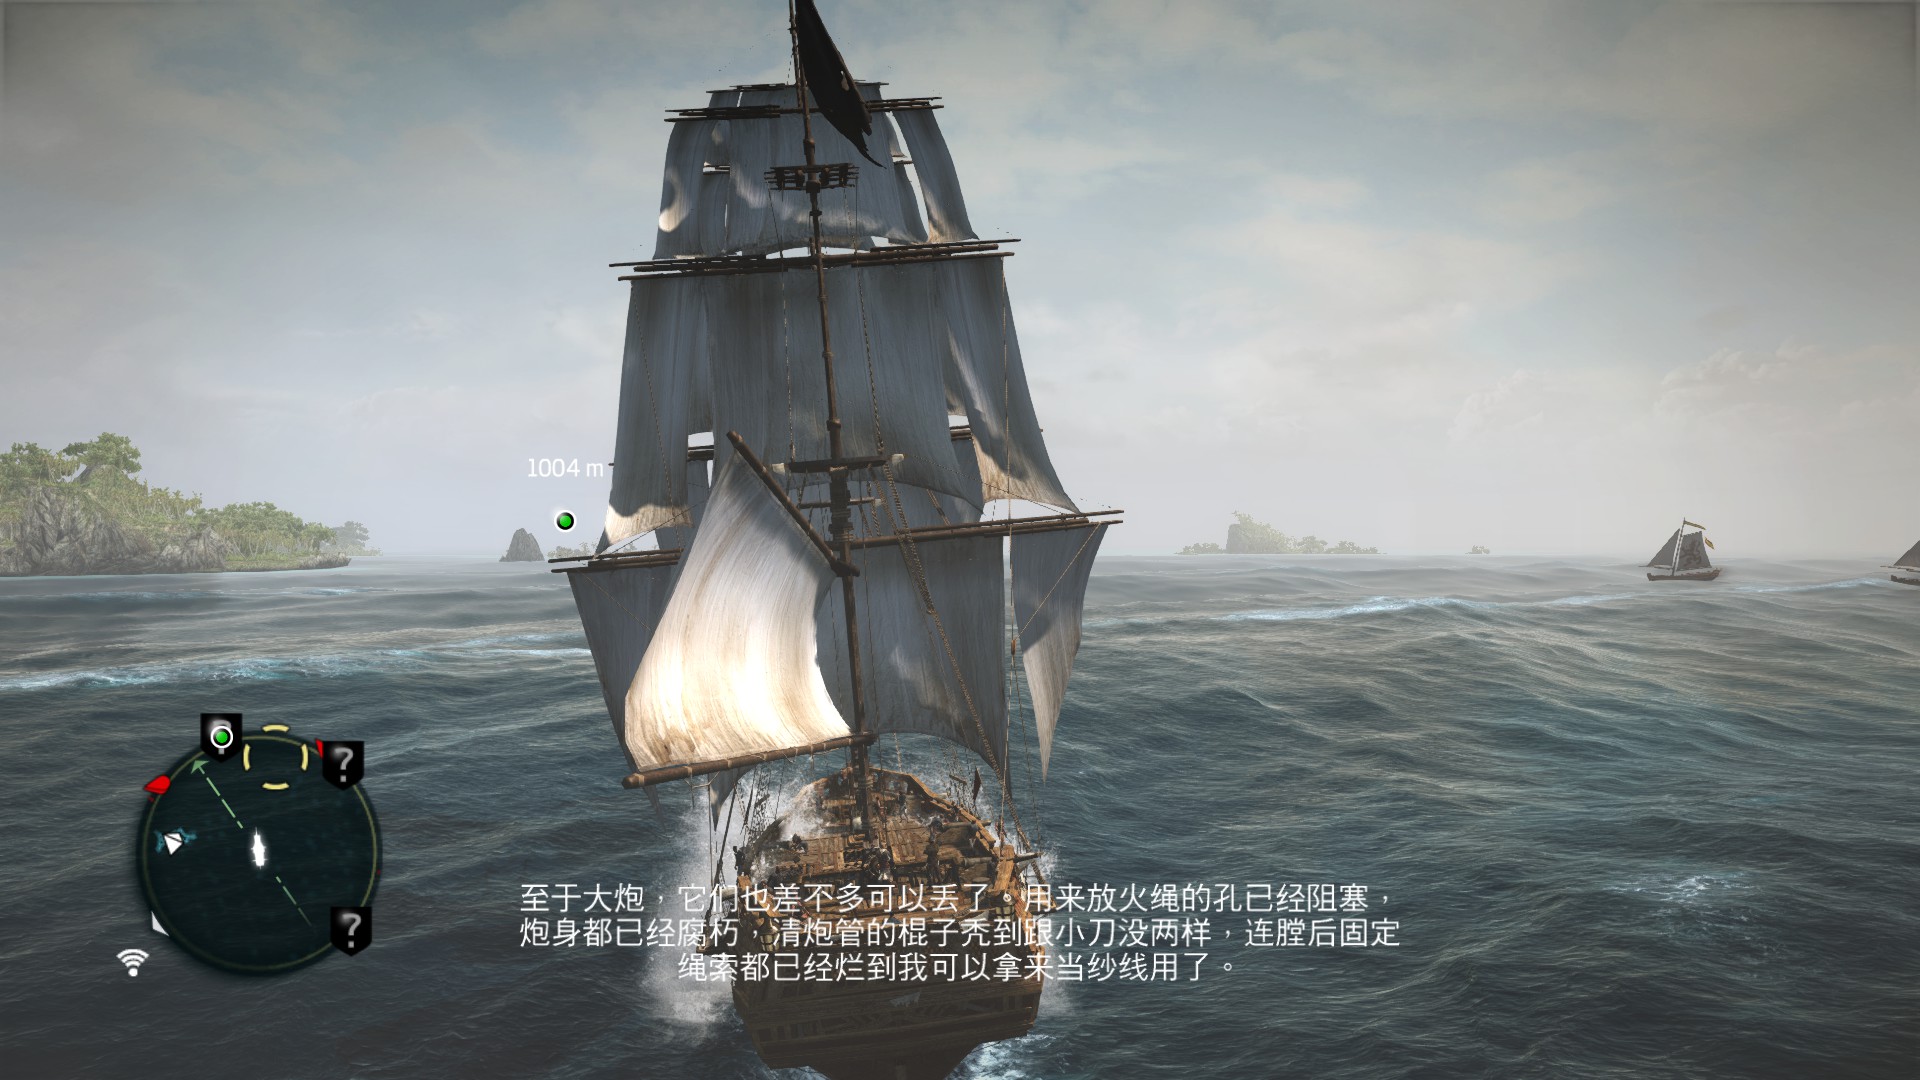 1004 m
?
?
至于大炮，它们也差不多可以丢了。用来放火绳的孔已经阻塞，
炮身都已经腐朽，清炮管的棍子秃到跟小刀没两样，连膛后固定
绳索都已经烂到我可以拿来当纱线用了。